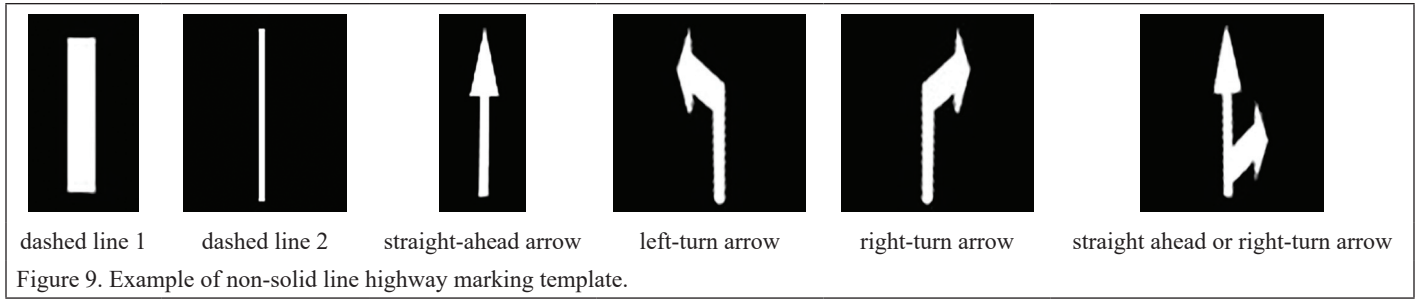 dashed line 1 dashed line 2 straight-ahead arrow left-turn arrow right-turn arrow straight ahead or right-turn arrow
Figure 9. Example of non-solid line highway marking template.